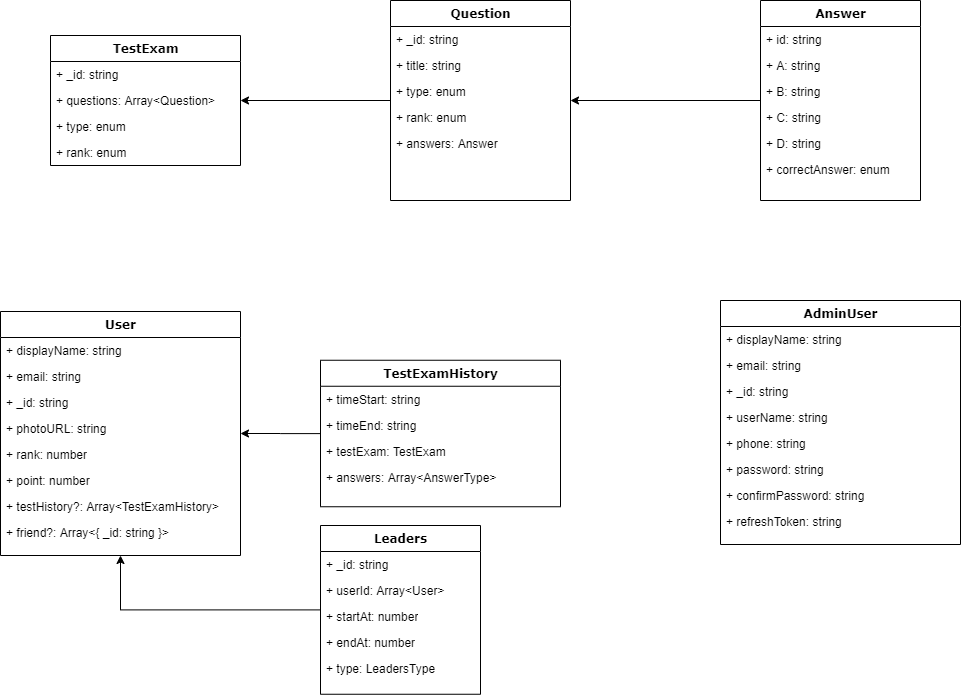 TestExam
+ _id: string
+ questions: Array<Question>
+ type: enum
+ rank: enum
Question
+ _id: string
+ title: string
+ type: enum
+ rank: enum
+ answers: Answer
Answer
+ id: string
+ A: string
+ B: string
+ C: string
+ D: string
+ correctAnswer: enum
User
+ displayName: string
+ email: string
+ _id: string
+ photoURL: string
+ rank: number
+ point: number
+ testHistory?: Array<TestExamHistory>
+ friend?: Array<{ _id: string }>
TestExamHistory
+ timeStart: string
+ timeEnd: string
+ testExam: TestExam
+ answers: Array<AnswerType>
Leaders
+ _id: string
+ userId: Array<User>
+ startAt: number
+ endAt: number
+ type: LeadersType
AdminUser
+ displayName: string
+ email: string
+ _id: string
+ userName: string
+ phone: string
+ password: string
+ confirmPassword: string
+ refreshToken: string